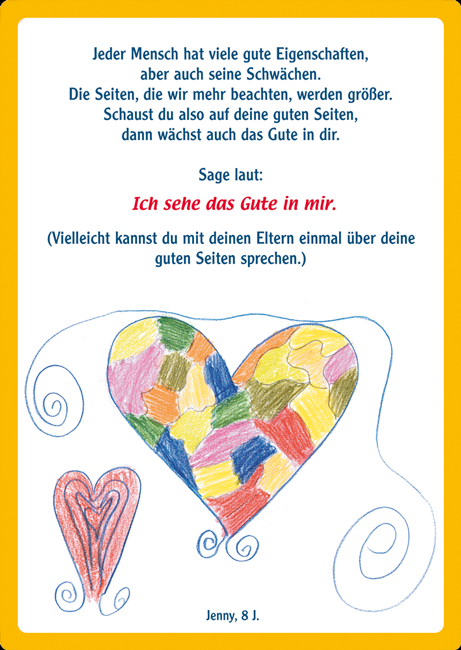 Jeder Mensch hat viele gute Eigenschaften,
aber auch seine Schwächen.
Die Seiten, die wir mehr beachten, werden größer.
Schaust du also auf deine guten Seiten,
dann wächst auch das Gute in dir.
Sage laut:
Ich sehe das Gute in mir.
(Vielleicht kannst du mit deinen Eltern einmal über deine
guten Seiten sprechen.)
Jenny, 8 J.